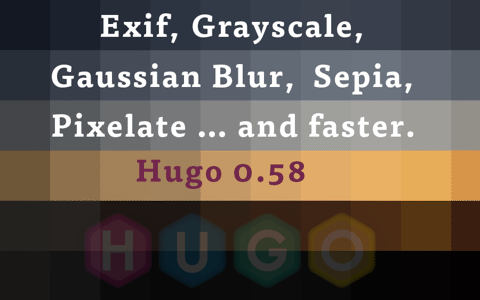 Exif, Grayscale,
Gaussian Blur, Sepia,
Pixelate ... and faster.
Hugo 0.58
HUGO